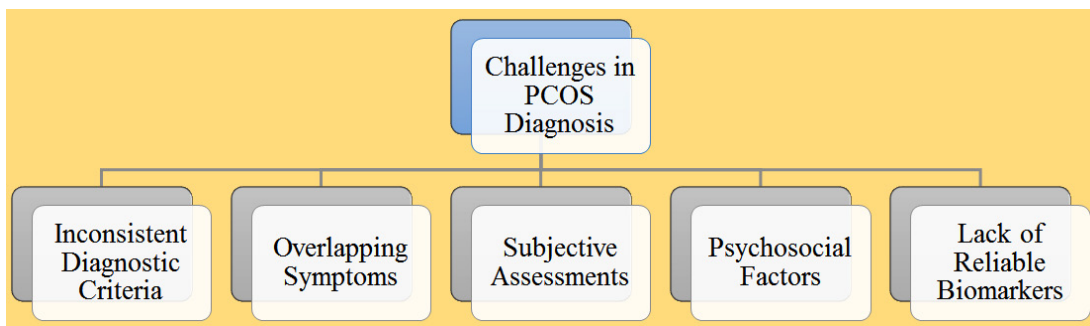 Challenges in
PCOS
Diagnosis
Inconsistent
Diagnostic
Criteria
Overlapping
Symptoms
Subjective
Assessments
Psychosocial
Factors
Lack of
Reliable
Biomarkers